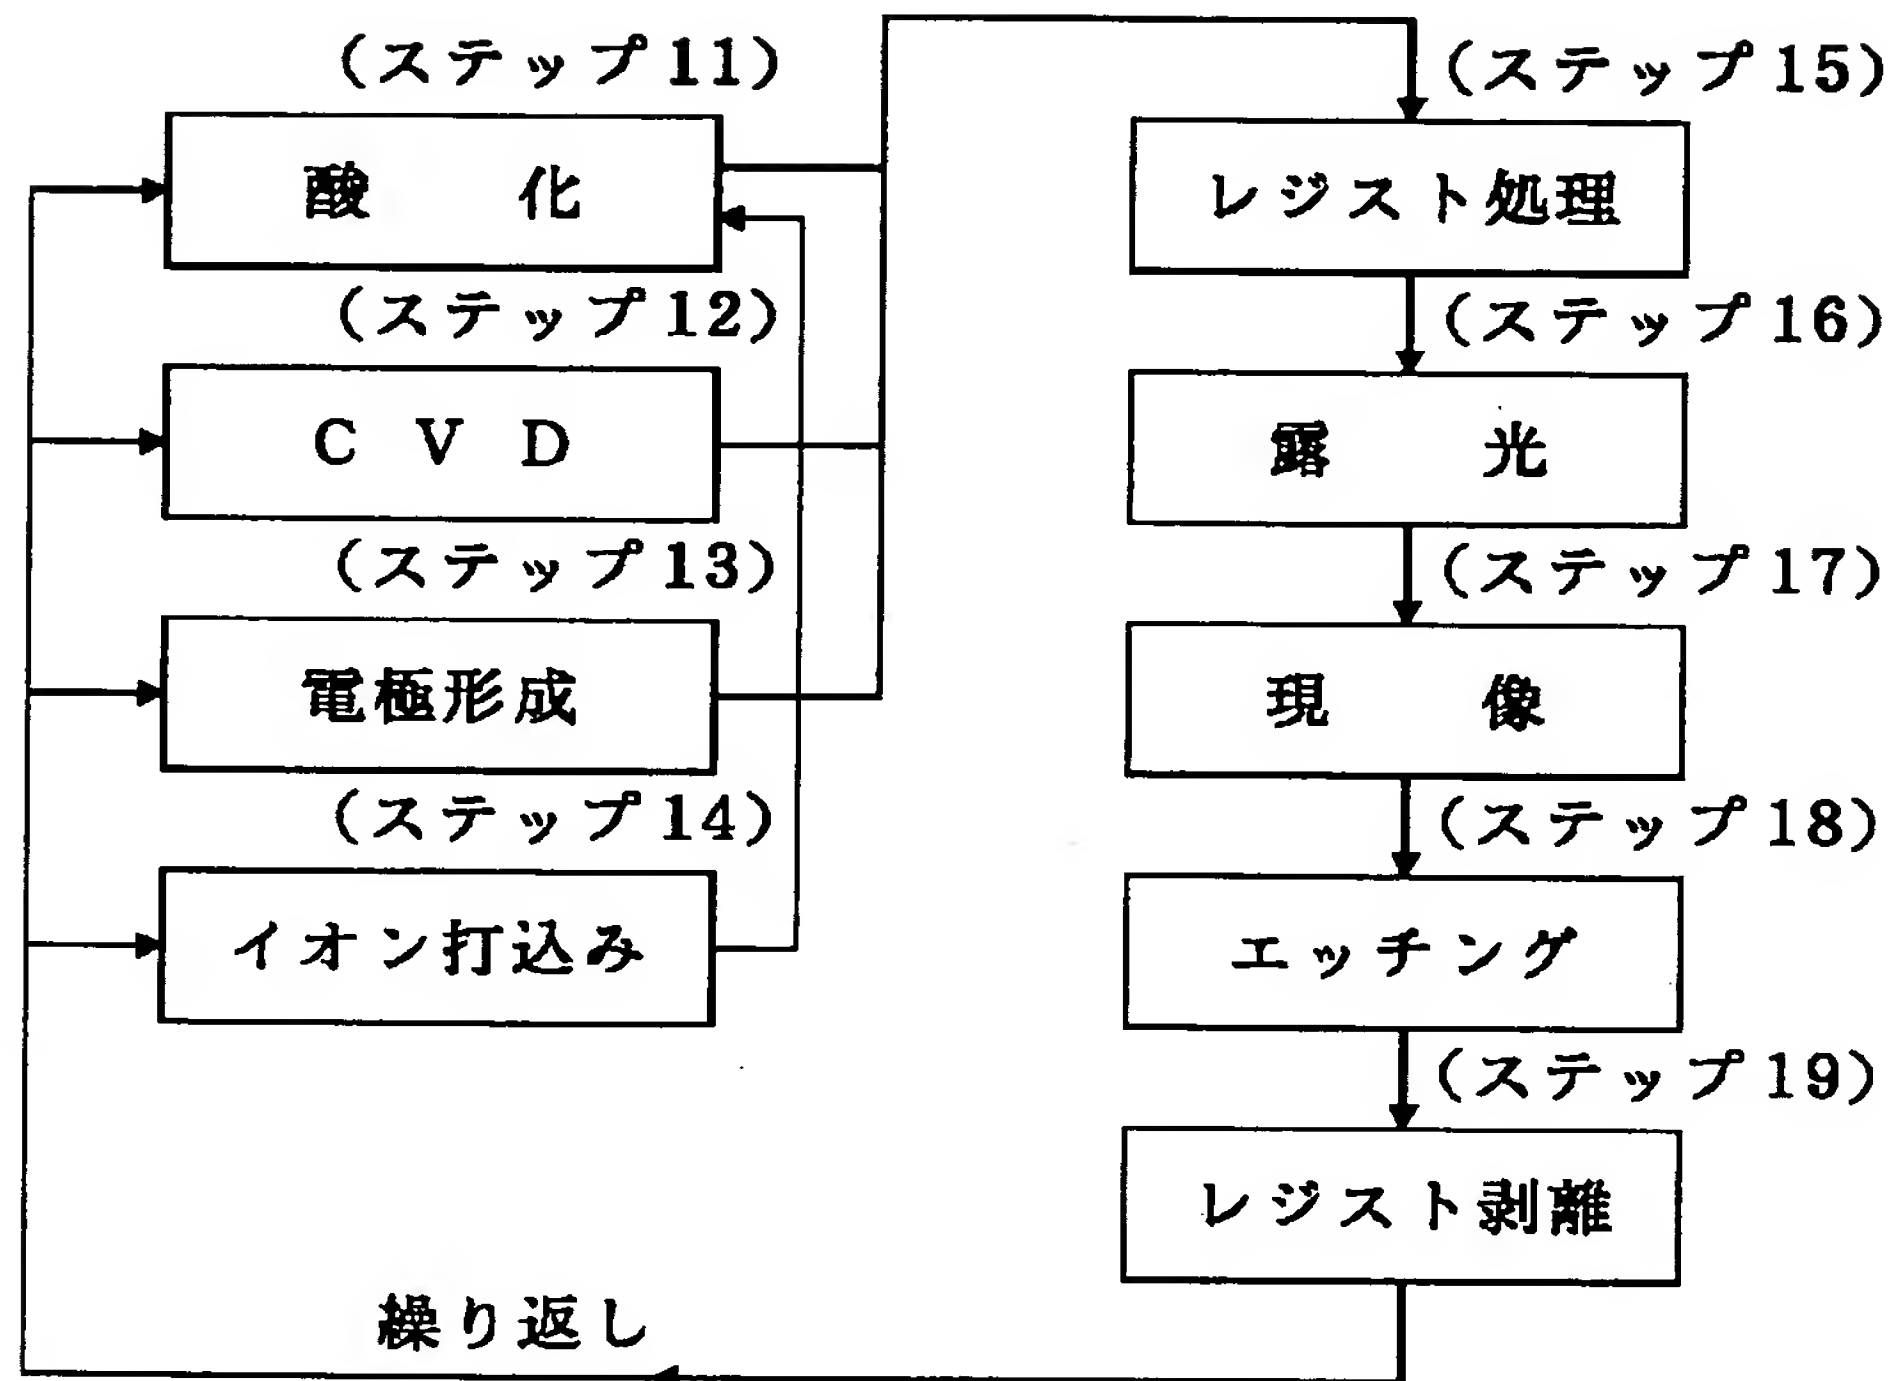 （ステップ11）
酸化
（ステップ12）
CVD
（ステップ13）
電極形成
（ステップ14）
イオン打込み
（ステップ15）
レジスト処理
（ステップ16）
露光
（ステップ17）
現像
（ステップ18）
エッチング
（ステップ19）
レジスト剥離
繰り返し